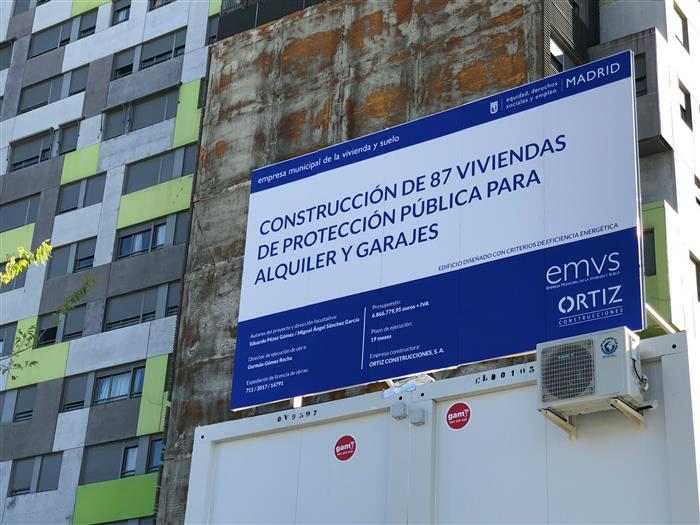 empresa municipal de la vivienda y suelo
equidad, derechos
sociales y empleo
MADRID
CONSTRUCCIÓN DE 87 VIVIENDAS
DE PROTECCIÓN PÚBLICA PARA
ALQUILER Y GARAJES
EDIFICIO DISEÑADO CON CRITERIOS DE EFICIENCIA ENERGÉTICA
Autores del proyecto y dirección facultativa:
Eduardo Pérez Gómez / Miguel Ángel Sánchez García
Director de ejecución de obra:
Germán Gómez Rocha
Expediente de licencia de obras:
711 / 2017 / 14791
Presupuesto:
6.866.779,95 euros + IVA
Plazo de ejecución:
19 meses
Empresa constructora:
ORTIZ CONSTRUCCIONES, S. A.
emvs
EMPRESA MUNICIPAL DE LA VIVIENDA Y SUELO
ORTIZ
CONSTRUCCIONES
gam
gam